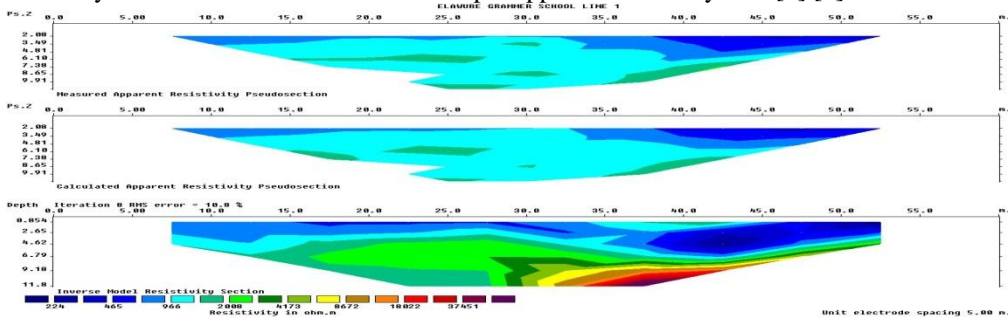 ELAWURE GRAMMER SCHOOL LINE 1
Ps.Z 0.0 5.0 10.0 15.0 20.0 25.0 30.0 35.0 40.0 45.0 50.0 55.0 m.
2.08
3.49
4.81
6.10
7.38
8.65
9.91
Measured Apparent Resistivity Pseudosection
Ps.Z 0.0 5.0 10.0 15.0 20.0 25.0 30.0 35.0 40.0 45.0 50.0 55.0 m.
2.08
3.49
4.81
6.10
7.38
8.65
9.91
Calculated Apparent Resistivity Pseudosection
Depth Iteration 8 RMS error = 10.8 %
0.0 5.0 10.0 15.0 20.0 25.0 30.0 35.0 40.0 45.0 50.0 55.0 m.
0.854
2.65
4.62
6.79
9.18
11.8
Inverse Model Resistivity Section
224 465 966 2008 4173 8672 18022 37451
Resistivity in ohm.m Unit electrode spacing 5.00 m.